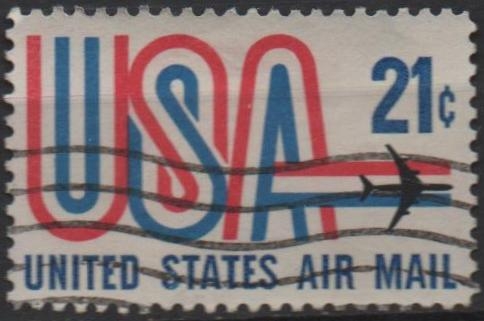 USA
21¢
UNITED STATES AIR MAIL